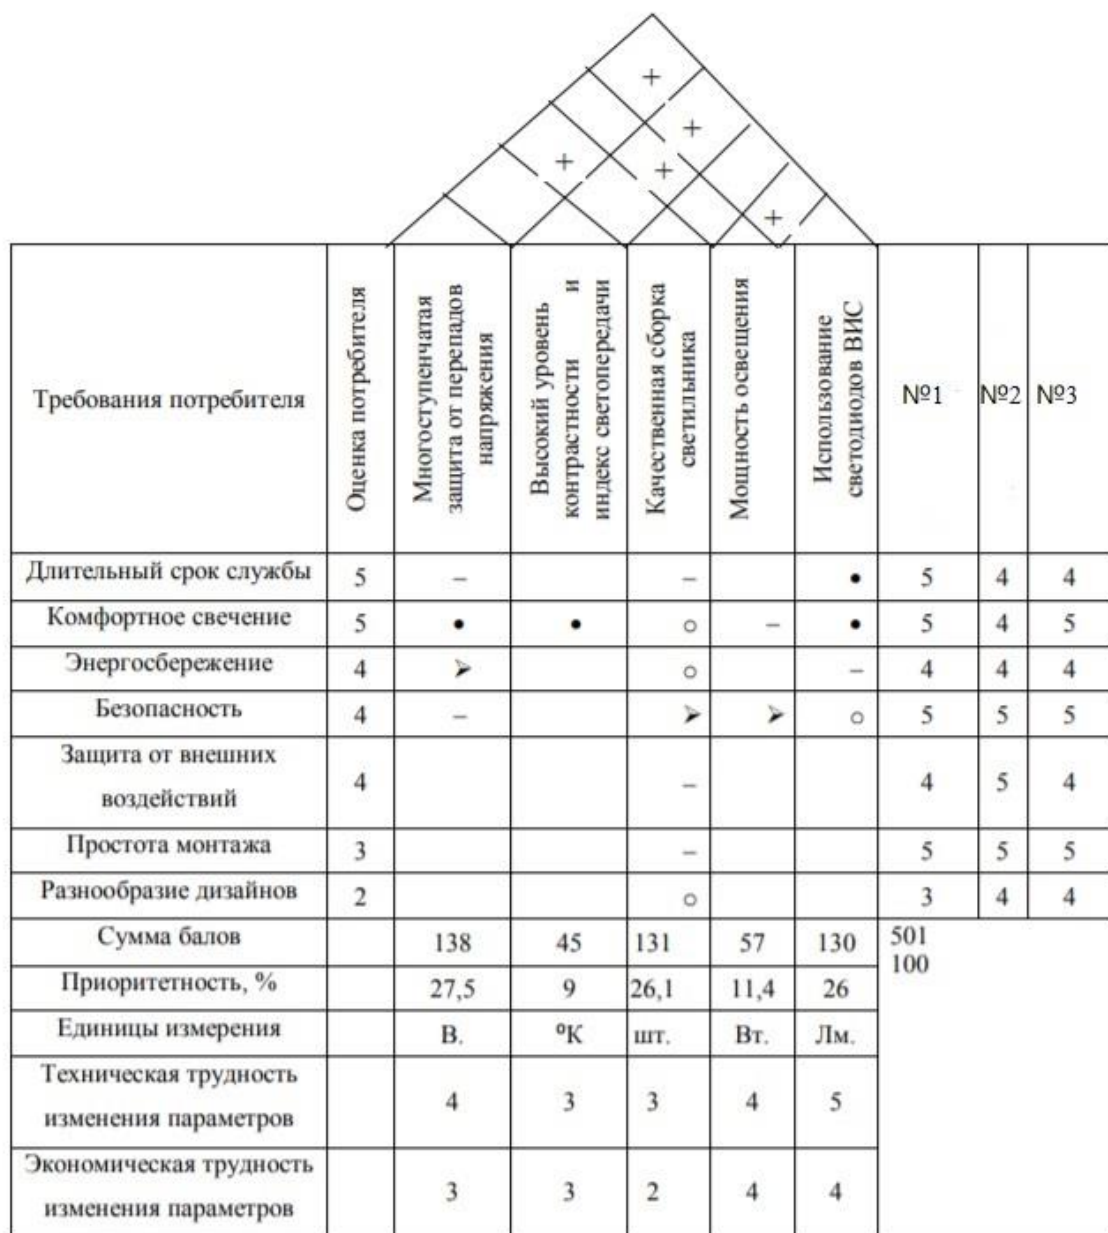 +
+
+
+
+
Требования потребителя
Оценка потребителя
Многоступенчатая
защита от перепадов
напряжения
Высокий уровень
контрастности и
индекс светопередачи
Качественная сборка
светильника
Мощность освещения
Использование
светодиодов ВИС
№1
№2
№3
Длительный срок службы 5 – – • 5 4 4
Комфортное свечение 5 • • ○ – • 5 4 5
Энергосбережение 4 ➢ ○ – 4 4 4
Безопасность 4 – ➢ ➢ ○ 5 5 5
Защита от внешних
воздействий
4 – 4 5 4
Простота монтажа 3 – 5 5 5
Разнообразие дизайнов 2 ○ 3 4 4
Сумма балов 138 45 131 57 130 501
Приоритетность, % 27,5 9 26,1 11,4 26 100
Единицы измерения В. ⁰К шт. Вт. Лм.
Техническая трудность
изменения параметров
4 3 3 4 5
Экономическая трудность
изменения параметров
3 3 2 4 4